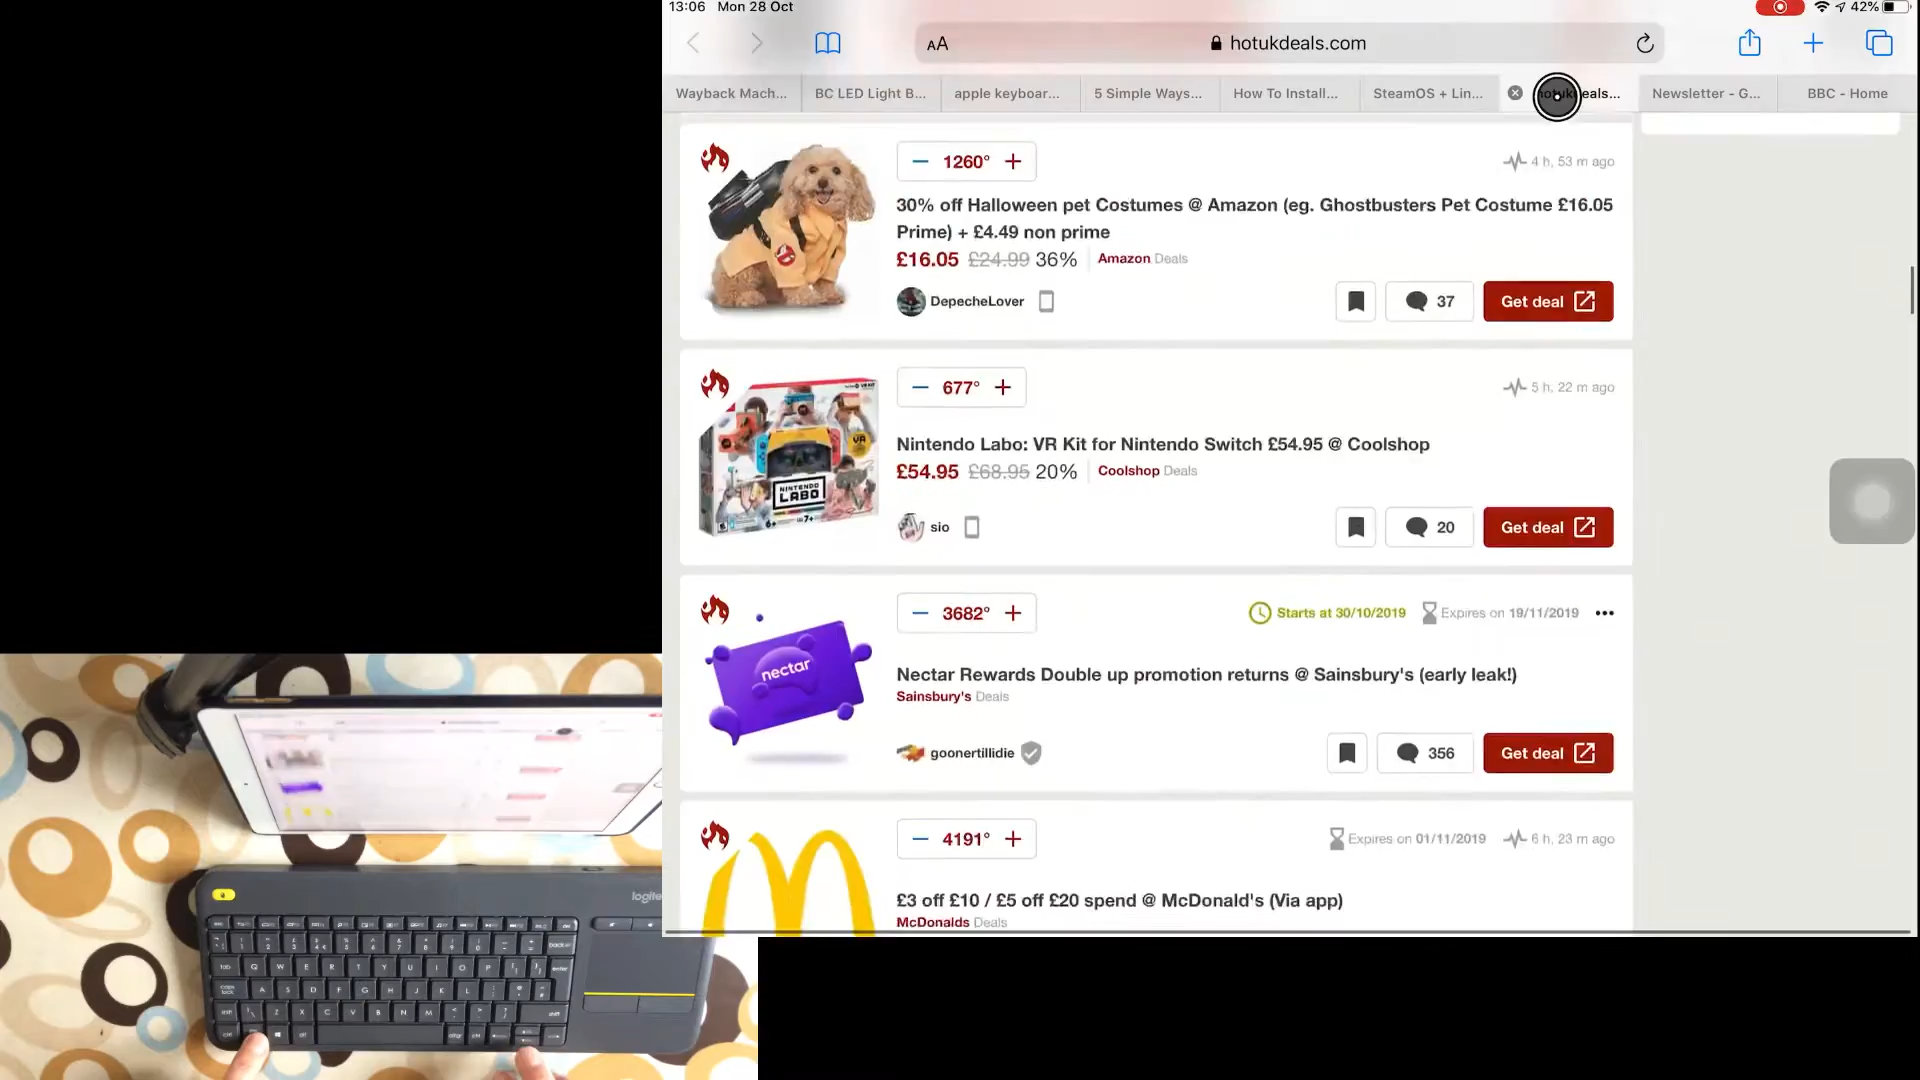 13:06 Mon 28 Oct
42%
AA
hotukdeals.com
Wayback Mach...
BC LED Light B...
apple keyboar...
5 Simple Ways...
How To Install...
SteamOS + Lin...
Newsletter - G...
BBC - Home
1260°
4 h, 53 m ago
30% off Halloween pet Costumes @ Amazon (eg. Ghostbusters Pet Costume £16.05
Prime) + £4.49 non prime
£16.05 £24.99 36% Amazon Deals
DepecheLover
37
Get deal
677°
5 h, 22 m ago
Nintendo Labo: VR Kit for Nintendo Switch £54.95 @ Coolshop
£54.95 £68.95 20% Coolshop Deals
NINTENDO
LABO
sio
20
Get deal
3682°
Starts at 30/10/2019
Expires on 19/11/2019
nectar
Nectar Rewards Double up promotion returns @ Sainsbury's (early leak!)
Sainsbury's Deals
goonertillidie
356
Get deal
4191°
Expires on 01/11/2019
6 h, 23 m ago
£3 off £10 / £5 off £20 spend @ McDonald's (Via app)
McDonalds Deals
tab Q W E R T Y U I O P
A S D F G H J K L
Z X C V B N M